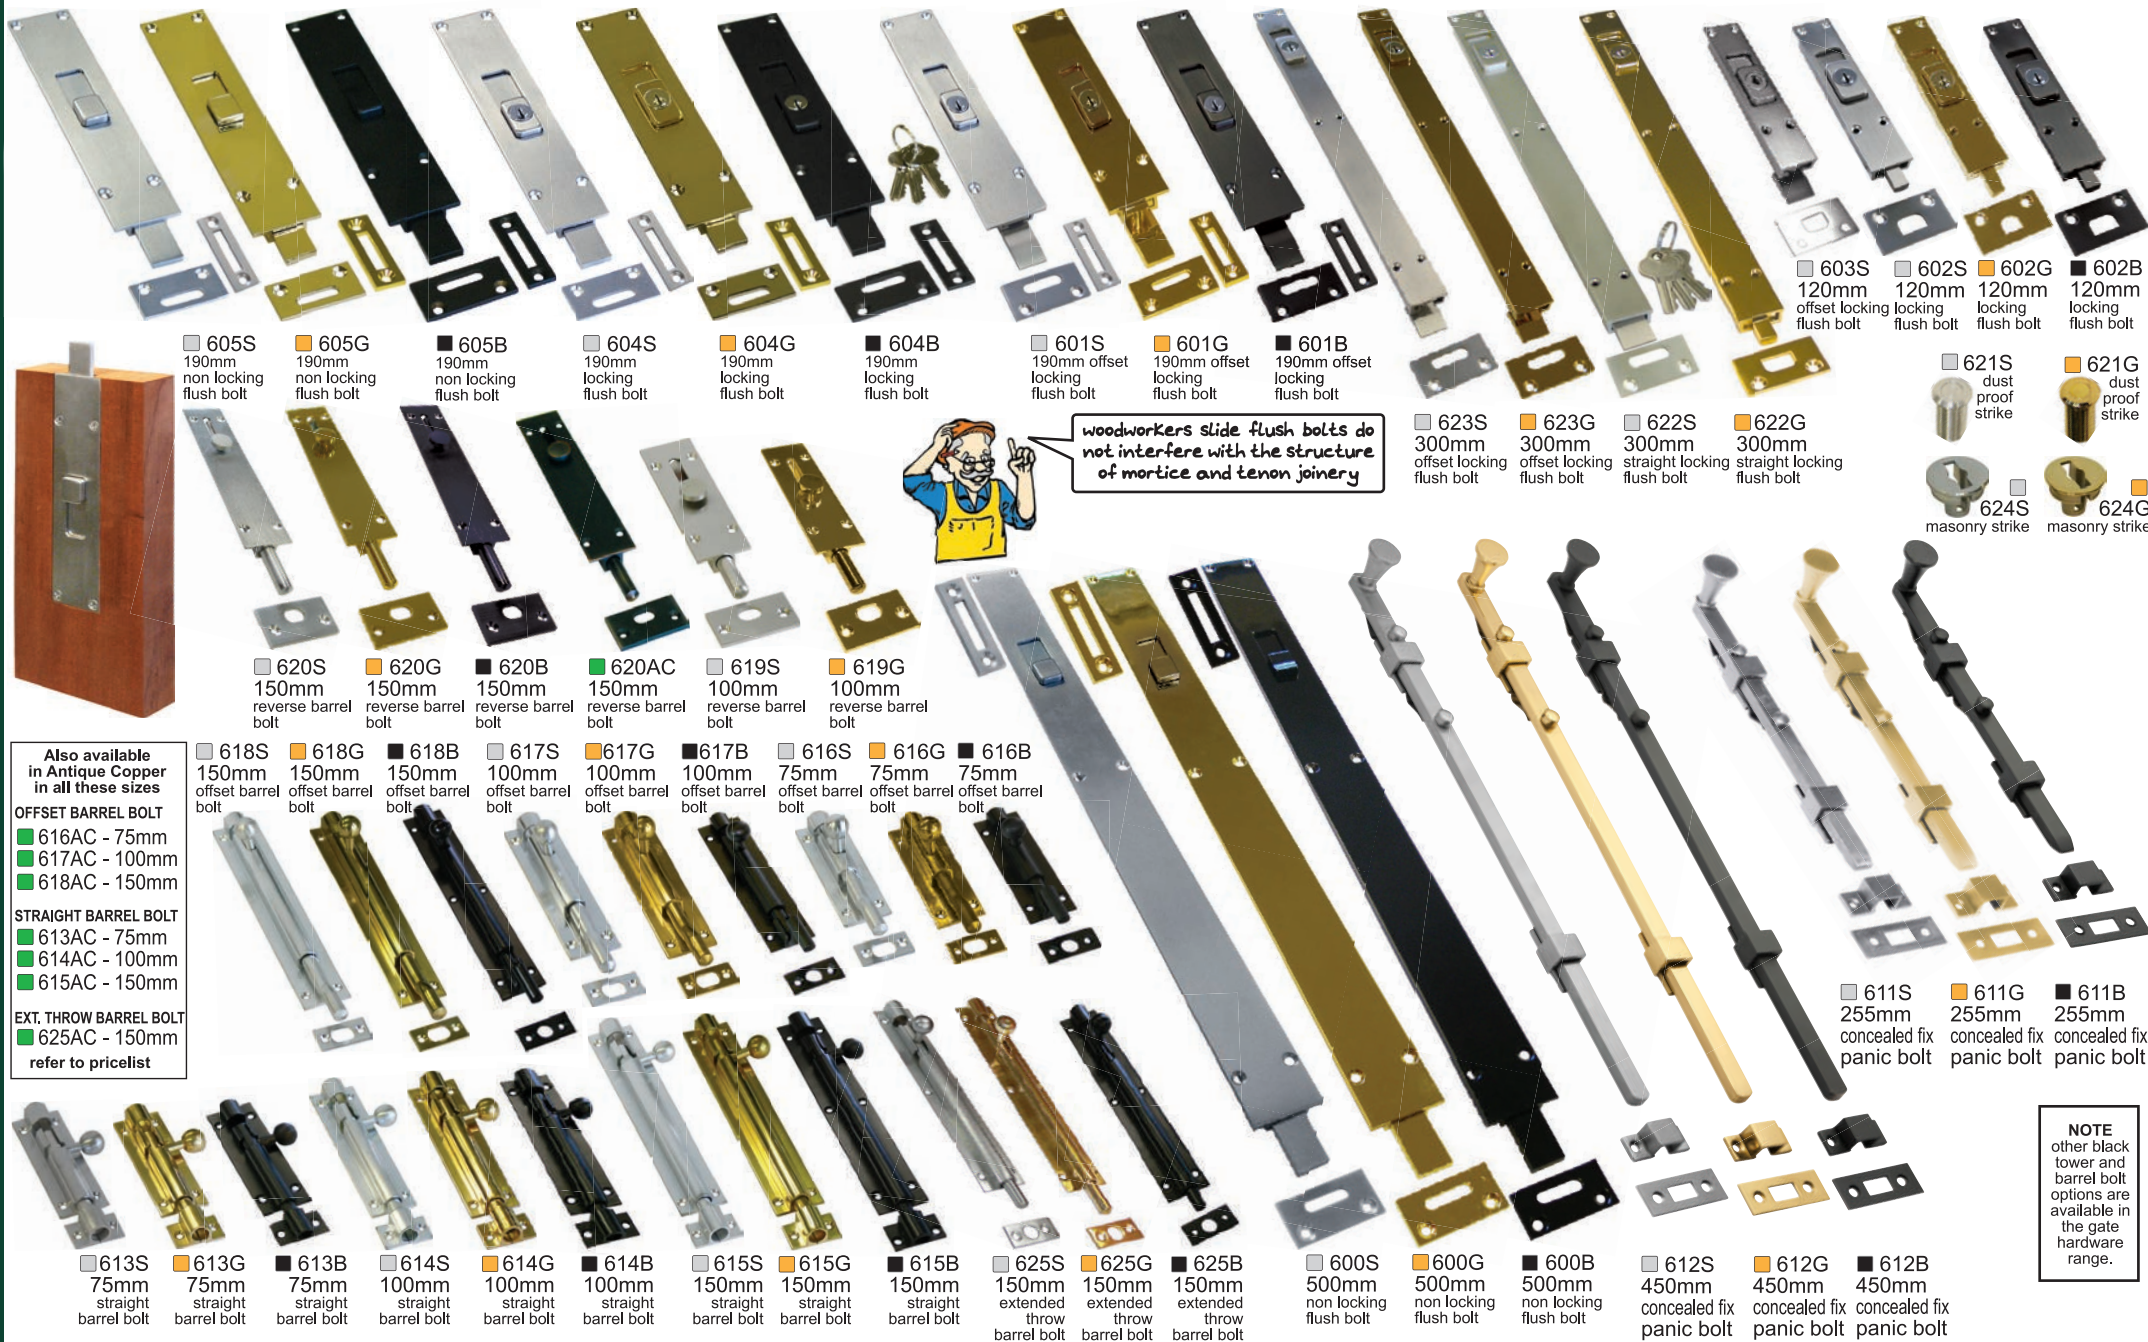 605S
190mm
non locking
flush bolt
605G
190mm
non locking
flush bolt
605B
190mm
non locking
flush bolt
604S
190mm
locking
flush bolt
604G
190mm
locking
flush bolt
604B
190mm
locking
flush bolt
601S
190mm offset
locking
flush bolt
601G
190mm offset
locking
flush bolt
601B
190mm offset
locking
flush bolt
603S
120mm
offset locking
flush bolt
602S
120mm
locking
flush bolt
602G
120mm
locking
flush bolt
602B
120mm
locking
flush bolt
621S
dust
proof
strike
621G
dust
proof
strike
623S
300mm
offset locking
flush bolt
623G
300mm
offset locking
flush bolt
622S
300mm
straight locking
flush bolt
622G
300mm
straight locking
flush bolt
624S
masonry strike
624G
masonry strike
woodworkers slide flush bolts do
not interfere with the structure
of mortice and tenon joinery
620S
150mm
reverse barrel
bolt
620G
150mm
reverse barrel
bolt
620B
150mm
reverse barrel
bolt
620AC
150mm
reverse barrel
bolt
619S
100mm
reverse barrel
bolt
619G
100mm
reverse barrel
bolt
Also available
in Antique Copper
in all these sizes
OFFSET BARREL BOLT
616AC - 75mm
617AC - 100mm
618AC - 150mm
STRAIGHT BARREL BOLT
613AC - 75mm
614AC - 100mm
615AC - 150mm
EXT. THROW BARREL BOLT
625AC - 150mm
refer to pricelist
618S
150mm
offset barrel
bolt
618G
150mm
offset barrel
bolt
618B
150mm
offset barrel
bolt
617S
100mm
offset barrel
bolt
617G
100mm
offset barrel
bolt
617B
100mm
offset barrel
bolt
616S
75mm
offset barrel
bolt
616G
75mm
offset barrel
bolt
616B
75mm
offset barrel
bolt
611S
255mm
concealed fix
panic bolt
611G
255mm
concealed fix
panic bolt
611B
255mm
concealed fix
panic bolt
613S
75mm
straight
barrel bolt
613G
75mm
straight
barrel bolt
613B
75mm
straight
barrel bolt
614S
100mm
straight
barrel bolt
614G
100mm
straight
barrel bolt
614B
100mm
straight
barrel bolt
615S
150mm
straight
barrel bolt
615G
150mm
straight
barrel bolt
615B
150mm
straight
barrel bolt
625S
150mm
extended
throw
barrel bolt
625G
150mm
extended
throw
barrel bolt
625B
150mm
extended
throw
barrel bolt
600S
500mm
non locking
flush bolt
600G
500mm
non locking
flush bolt
600B
500mm
non locking
flush bolt
612S
450mm
concealed fix
panic bolt
612G
450mm
concealed fix
panic bolt
612B
450mm
concealed fix
panic bolt
NOTE
other black
tower and
barrel bolt
options are
available in
the gate
hardware
range.